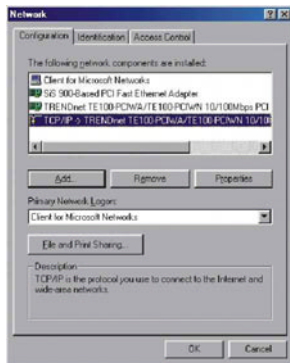 Network
Configuration Identification Access Control
The following network components are installed:
Client for Microsoft Networks
SiS 900-Based PCI Fast Ethernet Adapter
TRENDnet TE100-PCIWA/TE100-PCIWN 10/100Mbps PCI
TCP/IP -> TRENDnet TE100-PCIWA/TE100-PCIWN 10/100
Add... Remove Properties
Primary Network Logon:
Client for Microsoft Networks
File and Print Sharing...
Description
TCP/IP is the protocol you use to connect to the Internet and
wide-area networks.
OK Cancel